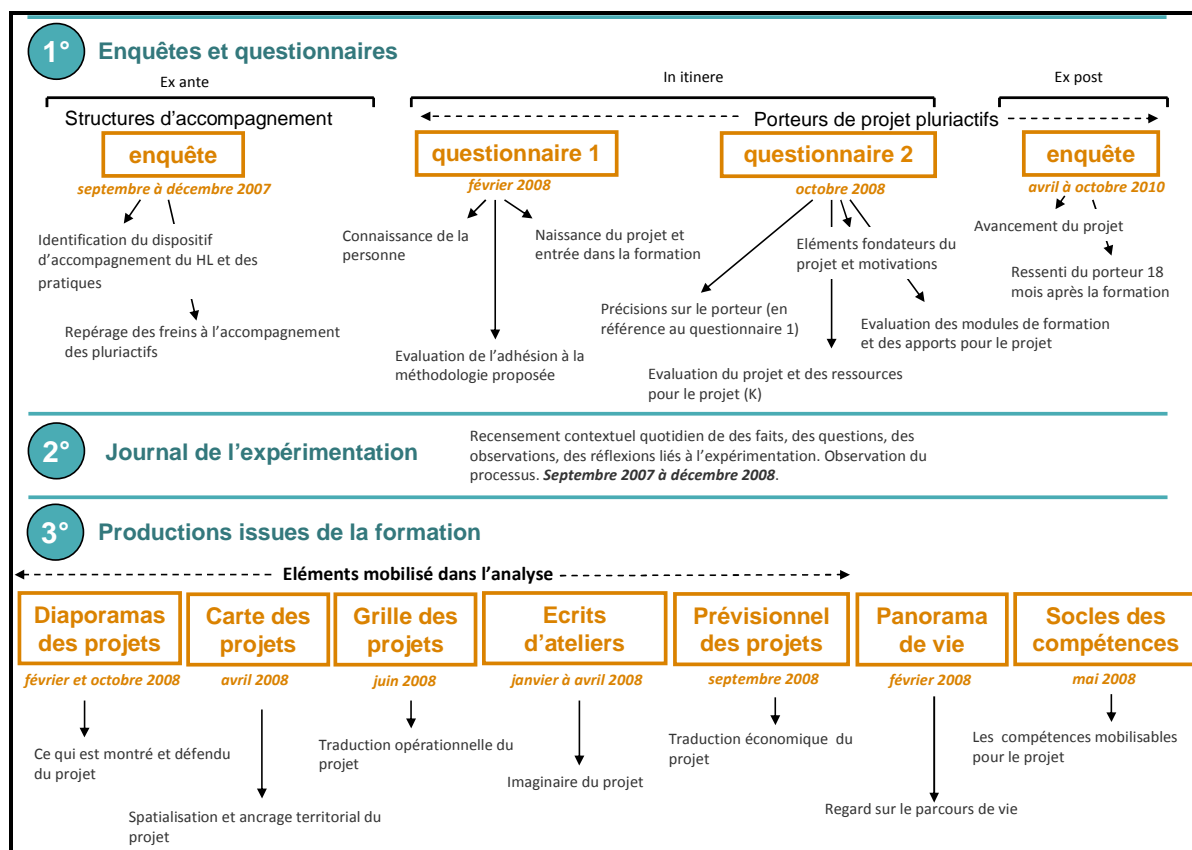 1° Enquêtes et questionnaires
Ex ante
In itinere
Ex post
Structures d'accompagnement
Porteurs de projet pluriactifs
enquête
septembre à décembre 2007
questionnaire 1
février 2008
questionnaire 2
octobre 2008
enquête
avril à octobre 2010
Identification du dispositif
d'accompagnement du HL et des
pratiques
Repérage des freins à l'accompagnement
des pluriactifs
Connaissance de la
personne
Naissance du projet et
entrée dans la formation
Evaluation de l'adhésion à la
méthodologie proposée
Précisions sur le porteur (en
référence au questionnaire 1)
Eléments fondateurs du
projet et motivations
Evaluation du projet et des ressources
pour le projet (K)
Evaluation des modules de formation
et des apports pour le projet
Avancement du projet
Ressenti du porteur 18
mois après la formation
2° Journal de l'expérimentation
Recensement contextuel quotidien de des faits, des questions, des
observations, des réflexions liés à l'expérimentation. Observation du
processus. Septembre 2007 à décembre 2008.
3° Productions issues de la formation
Eléments mobilisé dans l'analyse
Diaporamas
des projets
février et octobre 2008
Carte des
projets
avril 2008
Grille des
projets
juin 2008
Ecrits
d'ateliers
janvier à avril 2008
Prévisionnel
des projets
septembre 2008
Panorama
de vie
février 2008
Socles des
compétences
mai 2008
Ce qui est montré et défendu
du projet
Spatialisation et ancrage territorial du
projet
Traduction opérationnelle du
projet
Imaginaire du projet
Traduction économique du
projet
Regard sur le parcours de vie
Les compétences mobilisables
pour le projet